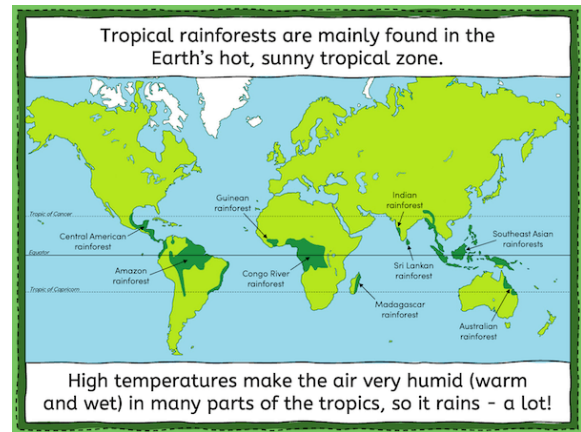 Tropical rainforests are mainly found in the
Earth's hot, sunny tropical zone.
Guinean
rainforest
Indian
rainforest
Tropic of Cancer
Central American
rainforest
Southeast Asian
rainforests
Equator
Amazon
rainforest
Congo River
rainforest
Sri Lankan
rainforest
Tropic of Capricorn
Madagascar
rainforest
Australian
rainforest
High temperatures make the air very humid (warm
and wet) in many parts of the tropics, so it rains - a lot!